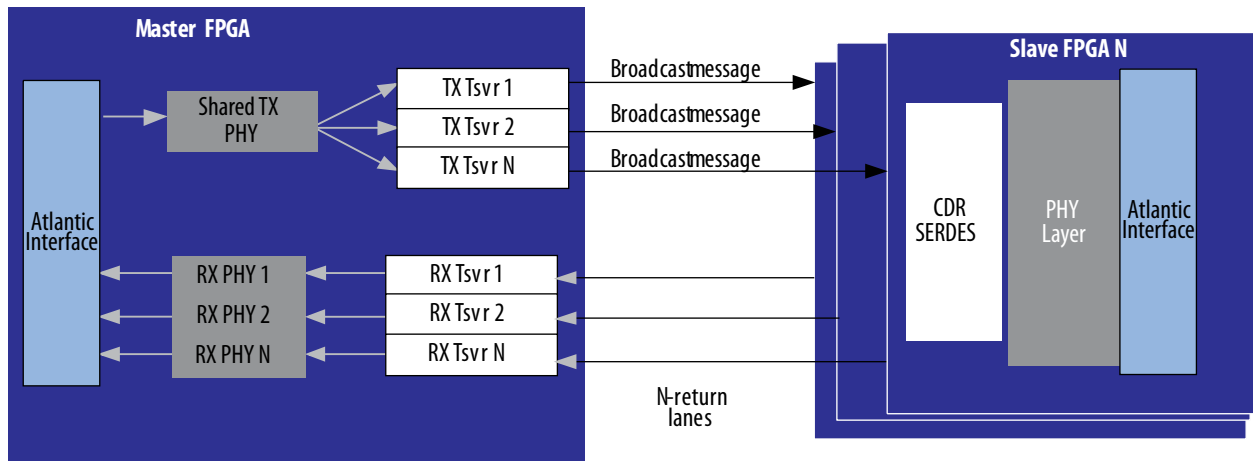 Master FPGA
Slave FPGA N
Atlantic
Interface
Shared TX
PHY
TX Tsvr 1
TX Tsvr 2
TX Tsvr N
Broadcastmessage
Broadcastmessage
Broadcastmessage
RX PHY 1
RX PHY 2
RX PHY N
RX Tsvr 1
RX Tsvr 2
RX Tsvr N
N-return
lanes
CDR
SERDES
PHY
Layer
Atlantic
Interface